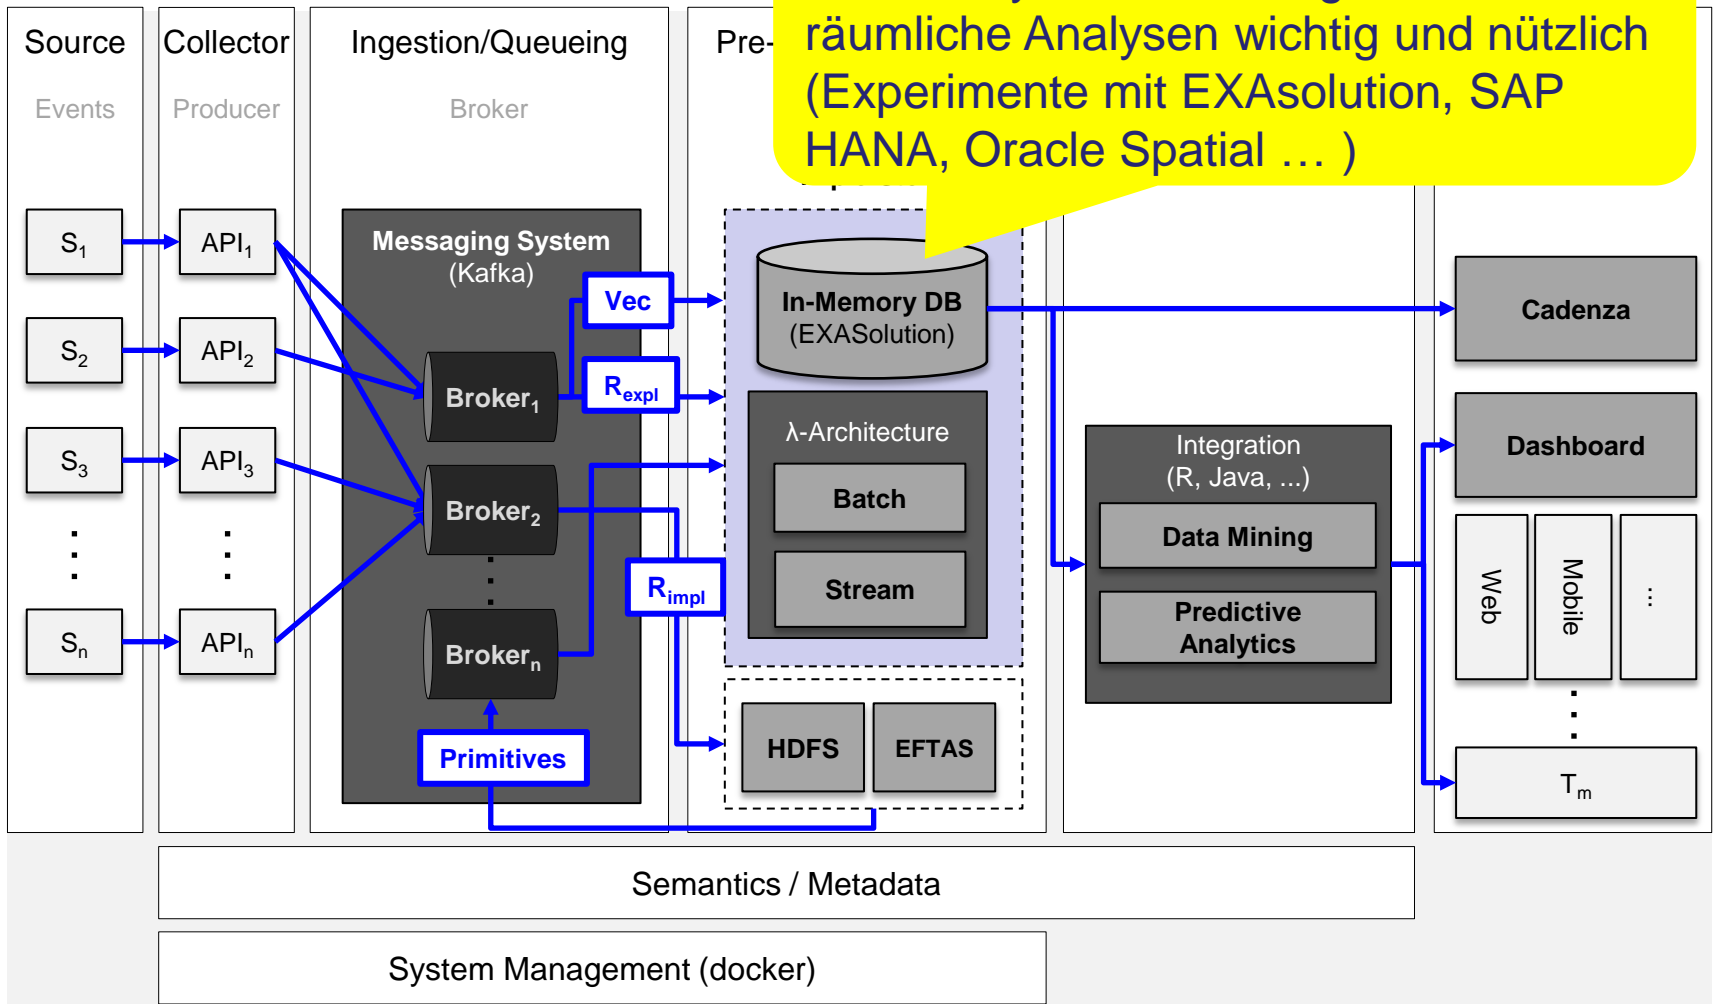 räumliche Analysen wichtig und nützlich
(Experimente mit EXAsolution, SAP
HANA, Oracle Spatial … )
Source
Events
Collector
Producer
Ingestion/Queueing
Broker
Pre-
S1
S2
S3
Sn
API1
API2
API3
APIn
Messaging System
(Kafka)
Broker1
Broker2
Brokern
Vec
Rexpl
Rimpl
Primitives
In-Memory DB
(EXASolution)
λ-Architecture
Batch
Stream
HDFS
EFTAS
Integration
(R, Java, ...)
Data Mining
Predictive
Analytics
Cadenza
Dashboard
Web
Mobile
...
Tm
Semantics / Metadata
System Management (docker)